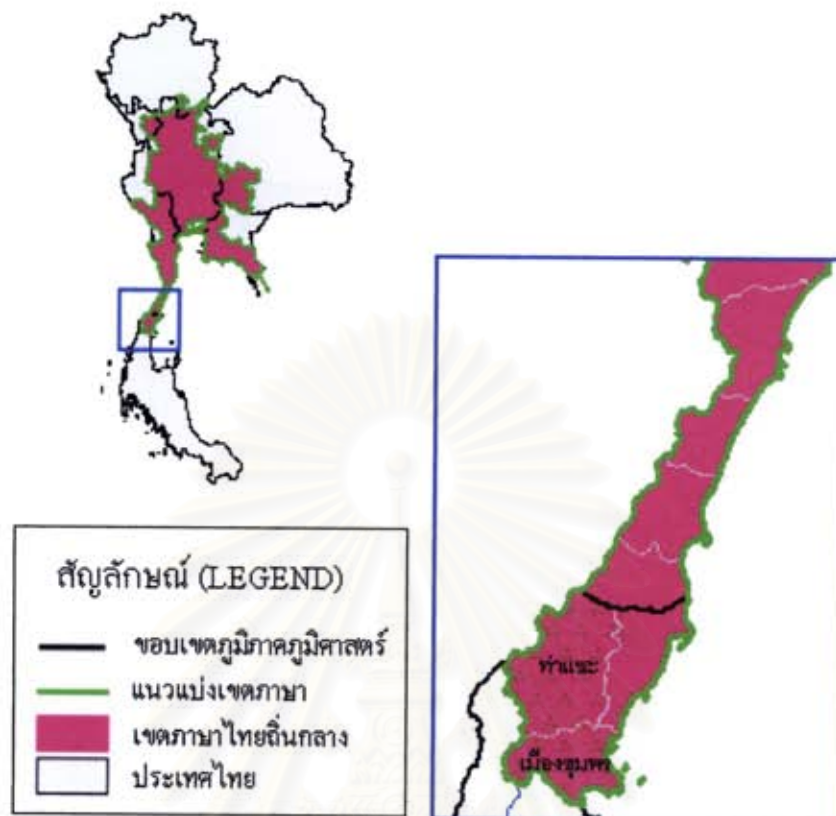 สัญลักษณ์ (LEGEND)
ขอบเขตภูมิภาคภูมิศาสตร์
แนวแบ่งเขตภาษา
เขตภาษาไทยถิ่นกลาง
ประเทศไทย
ท่าแซะ
เมืองชุมพร